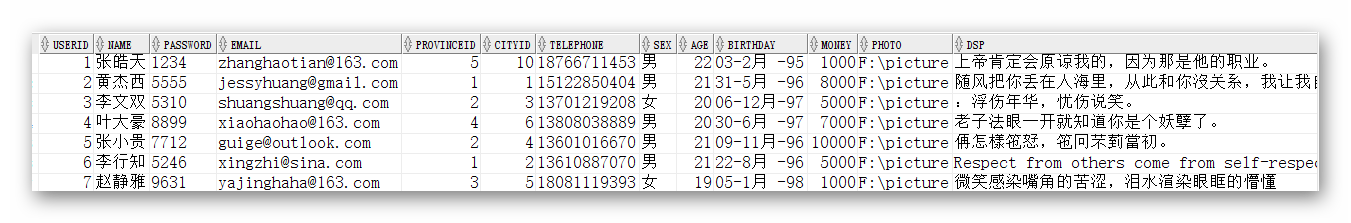 USERID NAME PASSWORD EMAIL PROVINCEID CITYID TELEPHONE SEX AGE BIRTHDAY MONEY PHOTO DSP
1 张皓天 1234 zhanghaotian@163.com 5 10 18766711453 男 22 03-2月 -95 1000 F:\picture 上帝肯定会原谅我的，因为那是他的职业。
2 黄杰西 5555 jessyhuang@gmail.com 1 1 15122850404 男 21 31-5月 -96 8000 F:\picture 随风把你丢在人海里，从此和你沒关系，我让我
3 李文双 5310 shuangshuang@qq.com 2 3 13701219208 女 20 06-12月-97 5000 F:\picture ：浮伤年华，忧伤说笑。
4 叶大豪 8899 xiaohaohao@163.com 4 6 13808038889 男 20 30-6月 -97 7000 F:\picture 老子法眼一开就知道你是个妖孽了。
5 张小贵 7712 guige@outlook.com 2 4 13601016670 男 21 09-11月-96 10000 F:\picture 侢怎樣笣怒，笣冋苿菿當初。
6 李行知 5246 xingzhi@sina.com 1 2 13610887070 男 21 22-8月 -96 5000 F:\picture Respect from others come from self-respec
7 赵静雅 9631 yajinghaha@163.com 3 5 18081119393 女 19 05-1月 -98 1000 F:\picture 微笑感染嘴角的苦涩，泪水渲染眼眶的懵懂